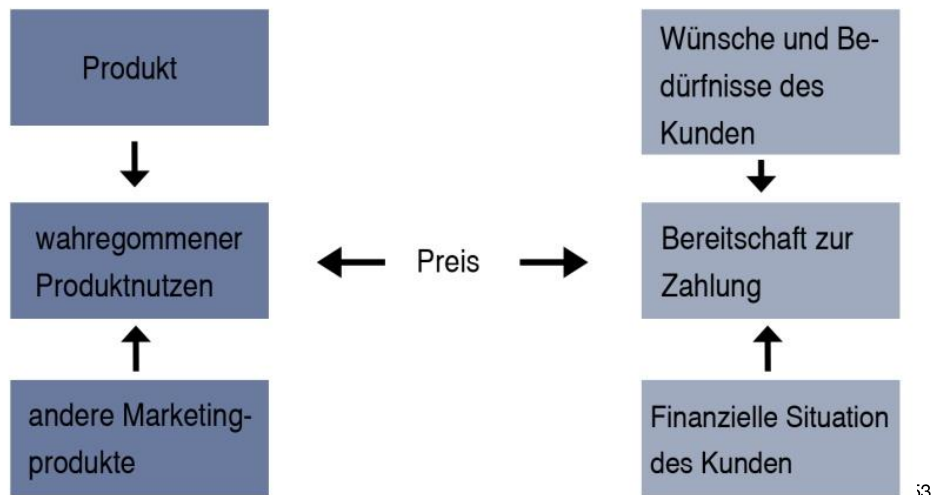 Produkt
wahregommener
Produktnutzen
andere Marketing-
produkte
Preis
Wünsche und Be-
dürfnisse des
Kunden
Bereitschaft zur
Zahlung
Finanzielle Situation
des Kunden